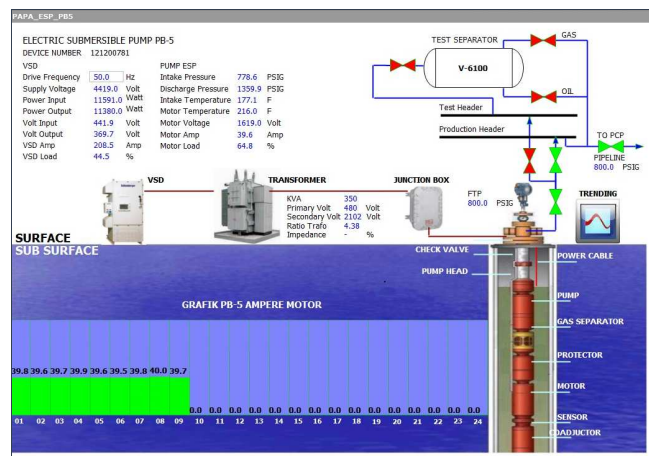 PAPA_ESP_PB5
ELECTRIC SUBMERSIBLE PUMP PB-5
DEVICE NUMBER 121200781
VSD PUMP ESP
Drive Frequency 50.0 Hz Intake Pressure 778.6 PSIG
Supply Voltage 4419.0 Volt Discharge Pressure 1359.9 PSIG
Power Input 11591.0 Watt Intake Temperature 177.1 F
Power Output 11380.0 Watt Motor Temperature 216.0 F
Volt Input 441.9 Volt Motor Voltage 1619.0 Volt
Volt Output 369.7 Volt Motor Amp 39.6 Amp
VSD Amp 208.5 Amp Motor Load 64.8 %
VSD Load 44.5 %
TEST SEPARATOR
GAS
V-6100
OIL
Test Header
Production Header
TO PCP
PIPELINE
800.0 PSIG
FTP
800.0 PSIG
TRENDING
VSD
TRANSFORMER
JUNCTION BOX
KVA 350
Primary Volt 480 Volt
Secondary Volt 2102 Volt
Ratio Trafo 4.38
Impedance - %
SURFACE
SUB SURFACE
CHECK VALVE
POWER CABLE
PUMP HEAD
PUMP
GAS SEPARATOR
PROTECTOR
MOTOR
SENSOR
COADJUCTOR
GRAFIK PB-5 AMPERE MOTOR
39.8 39.6 39.7 39.9 39.6 39.5 39.8 40.0 39.7
0.0 0.0 0.0 0.0 0.0 0.0 0.0 0.0 0.0 0.0 0.0 0.0 0.0 0.0 0.0
01 02 03 04 05 06 07 08 09 10 11 12 13 14 15 16 17 18 19 20 21 22 23 24